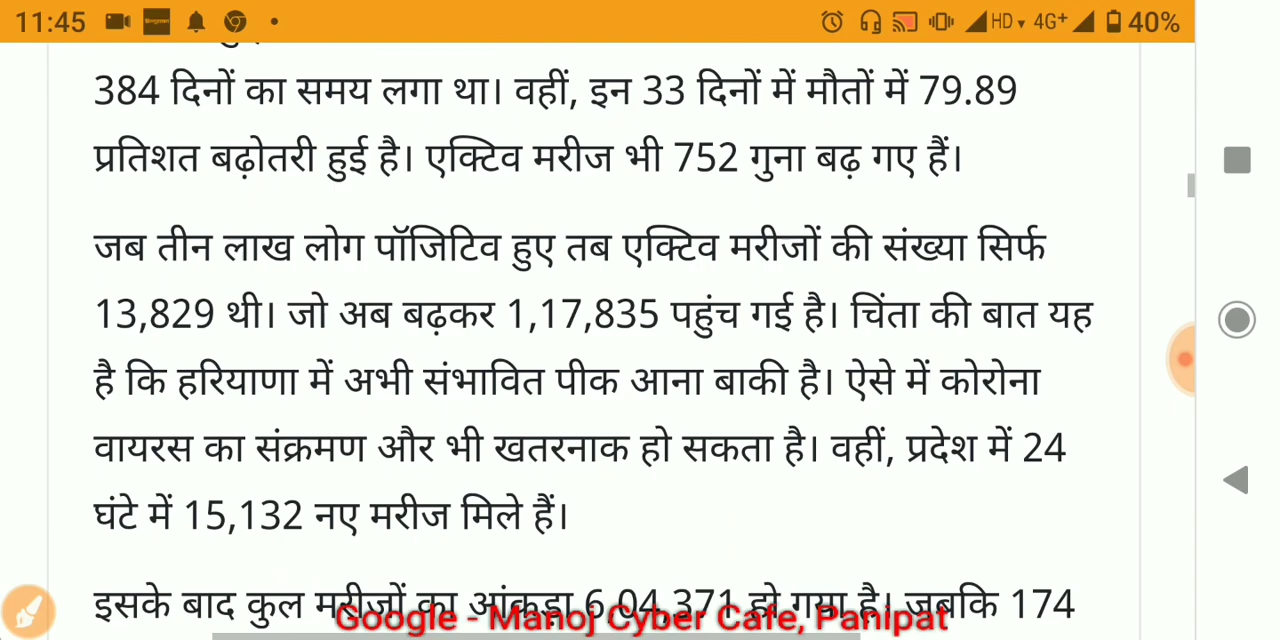 11:45 HD 4G+ 40%
384 दिनों का समय लगा था। वहीं, इन 33 दिनों में मौतों में 79.89
प्रतिशत बढ़ोतरी हुई है। एक्टिव मरीज भी 752 गुना बढ़ गए हैं।
जब तीन लाख लोग पॉजिटिव हुए तब एक्टिव मरीजों की संख्या सिर्फ
13,829 थी। जो अब बढ़कर 1,17,835 पहुंच गई है। चिंता की बात यह
है कि हरियाणा में अभी संभावित पीक आना बाकी है। ऐसे में कोरोना
वायरस का संक्रमण और भी खतरनाक हो सकता है। वहीं, प्रदेश में 24
घंटे में 15,132 नए मरीज मिले हैं।
इसके बाद कुल मरीजों का आंकड़ा 6,04,371 हो गया है। जबकि 174
Google - Manoj Cyber Cafe, Panipat